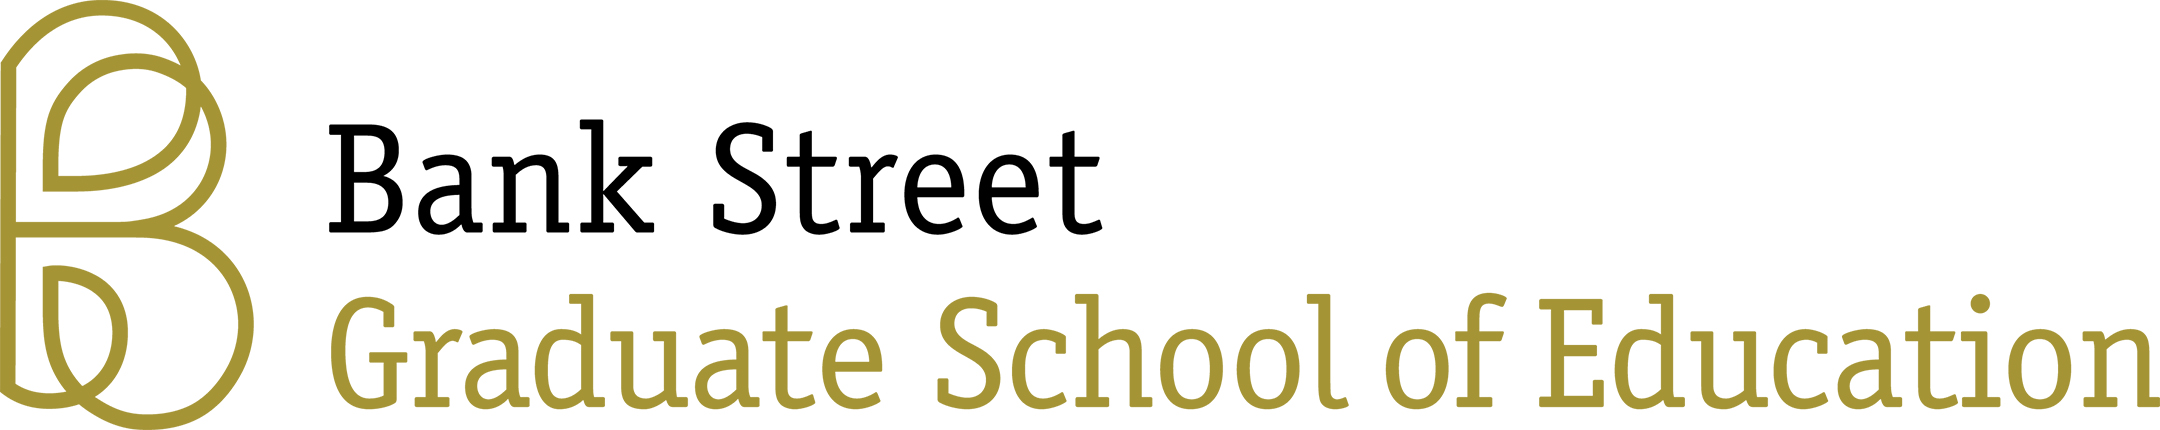 Bank Street
Graduate School of Education